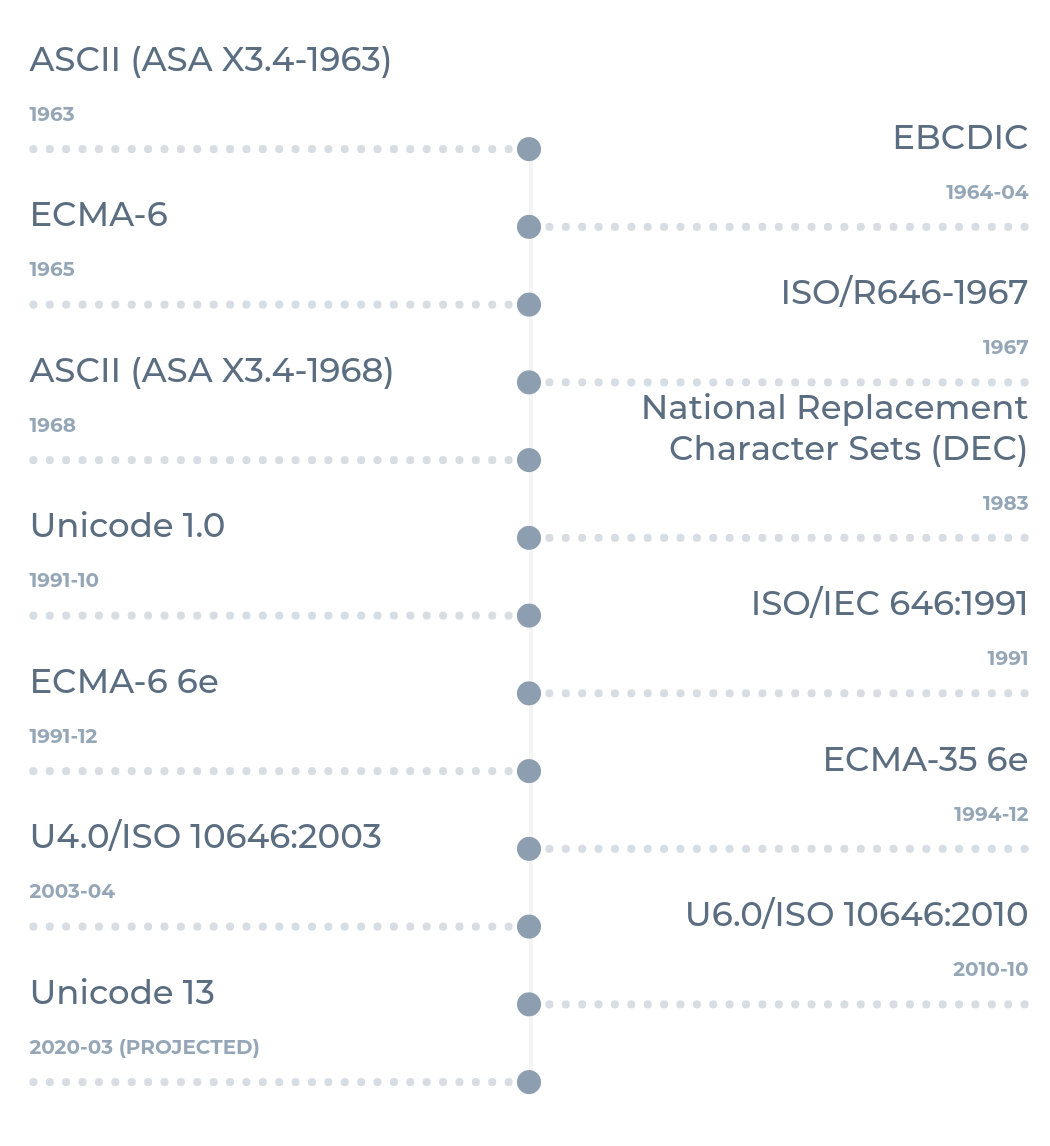 ASCII (ASA X3.4-1963)
1963
EBCDIC
1964-04
ECMA-6
1965
ISO/R646-1967
1967
ASCII (ASA X3.4-1968)
1968
National Replacement
Character Sets (DEC)
1983
Unicode 1.0
1991-10
ISO/IEC 646:1991
1991
ECMA-6 6e
1991-12
ECMA-35 6e
1994-12
U4.0/ISO 10646:2003
2003-04
U6.0/ISO 10646:2010
2010-10
Unicode 13
2020-03 (PROJECTED)